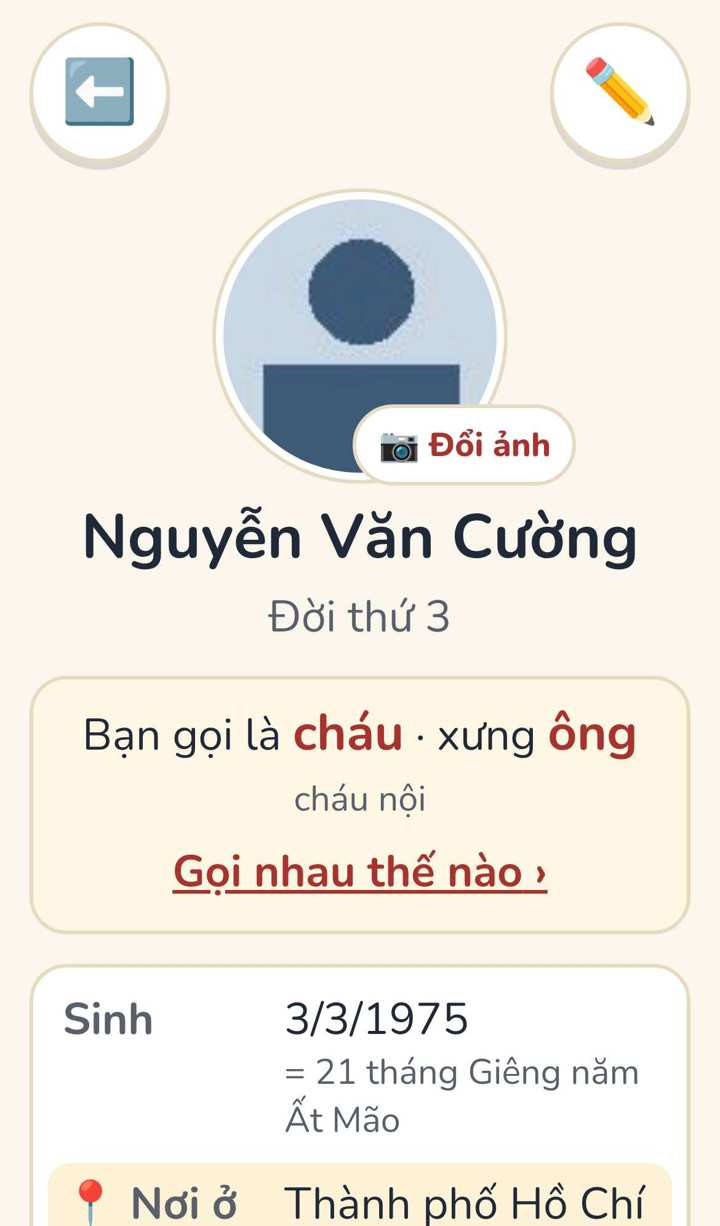 Đổi ảnh
Nguyễn Văn Cường
Đời thứ 3
Bạn gọi là cháu · xưng ông
cháu nội
Gọi nhau thế nào ›
Sinh 3/3/1975
= 21 tháng Giêng năm
Ất Mão
Nơi ở Thành phố Hồ Chí